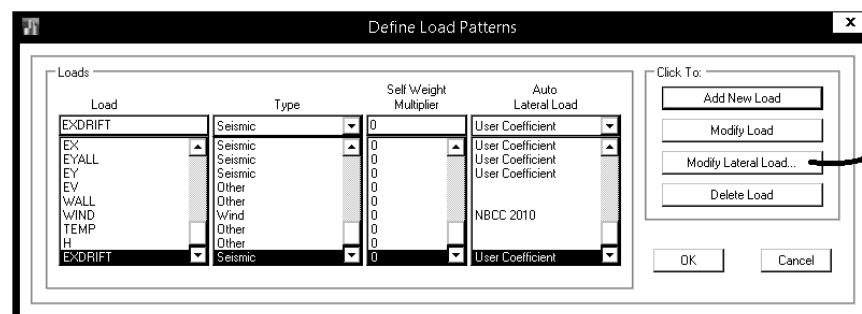 Define Load Patterns
x
Loads
Click To:
Load Type Self Weight Multiplier Auto Lateral Load
EXDRIFT Seismic 0 User Coefficient
EX Seismic 0 User Coefficient
EYALL Seismic 0 User Coefficient
EY Seismic 0 User Coefficient
EV Other 0
WALL Other 0
WIND Wind 0 NBCC 2010
TEMP Other 0
H Other 0
EXDRIFT Seismic 0 User Coefficient
Add New Load
Modify Load
Modify Lateral Load...
Delete Load
OK Cancel